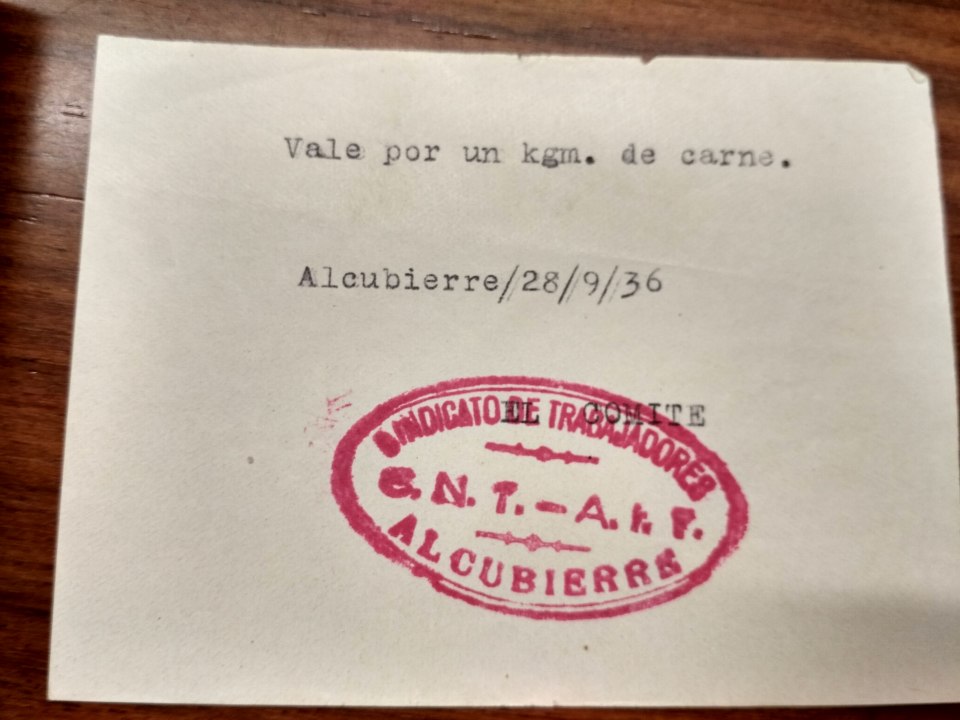 Vale por un kgm. de carne.
Alcubierre/28/9/36
EL COMITE
SINDICATO DE TRABAJADORES
C.N.T.-A.I.T.
ALCUBIERRE